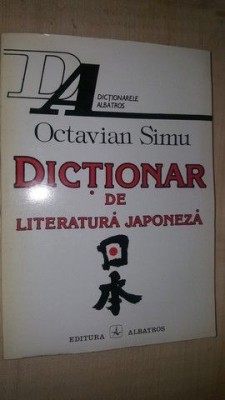 DA
DICȚIONARELE
ALBATROS
Octavian Simu
DICȚIONAR
DE
LITERATURĂ JAPONEZĂ
日本
EDITURA ALBATROS